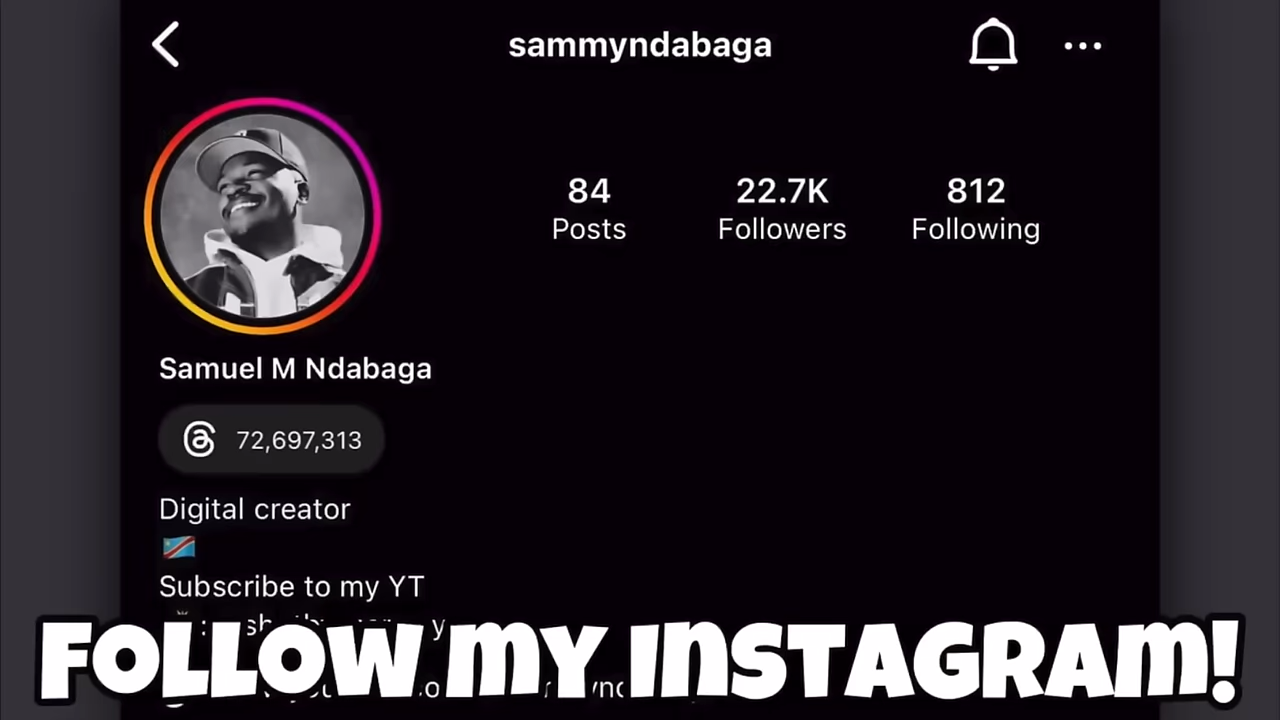 sammyndabaga
84 22.7K 812
Posts Followers Following
Samuel M Ndabaga
72,697,313
Digital creator
Subscribe to my YT
FOLLOW my INSTAGRAm!